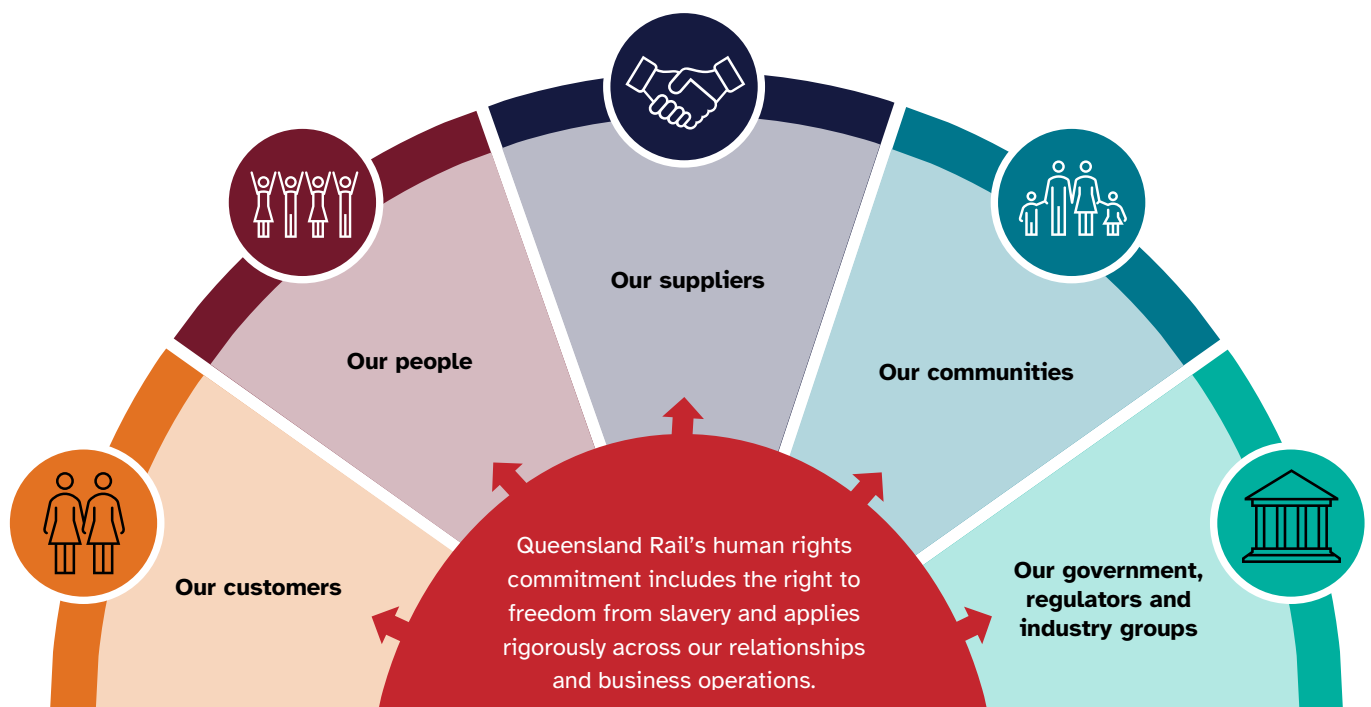 Our suppliers
Our people
Our communities
Our customers
Our government,
regulators and
industry groups
Queensland Rail’s human rights
commitment includes the right to
freedom from slavery and applies
rigorously across our relationships
and business operations.